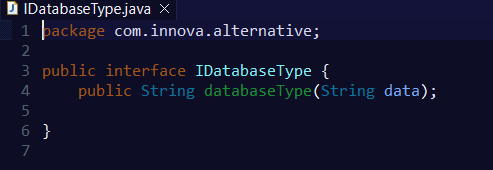 IDatabaseType.java
1 package com.innova.alternative;
2
3 public interface IDatabaseType {
4     public String databaseType(String data);
5
6 }
7